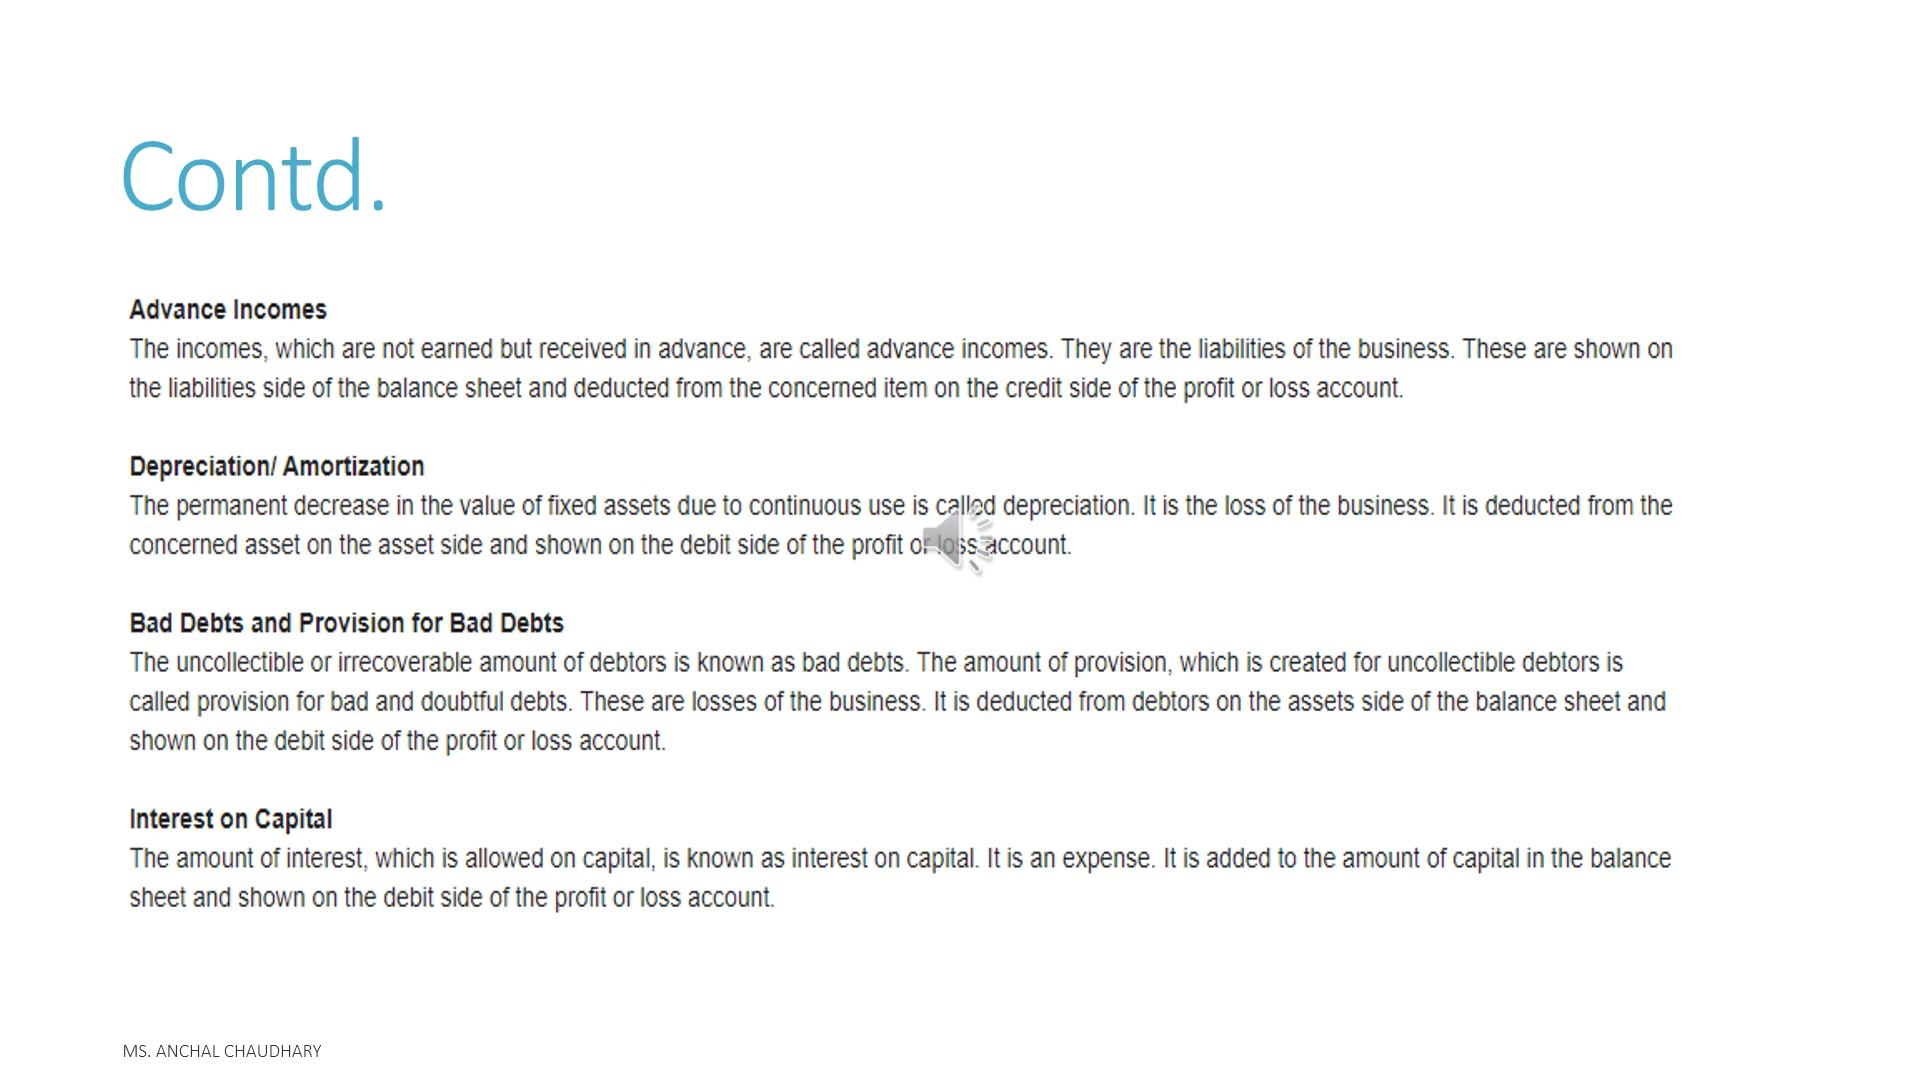 Contd.
Advance Incomes
The incomes, which are not earned but received in advance, are called advance incomes. They are the liabilities of the business. These are shown on
the liabilities side of the balance sheet and deducted from the concerned item on the credit side of the profit or loss account.
Depreciation/ Amortization
The permanent decrease in the value of fixed assets due to continuous use is called depreciation. It is the loss of the business. It is deducted from the
concerned asset on the asset side and shown on the debit side of the profit or loss account.
Bad Debts and Provision for Bad Debts
The uncollectible or irrecoverable amount of debtors is known as bad debts. The amount of provision, which is created for uncollectible debtors is
called provision for bad and doubtful debts. These are losses of the business. It is deducted from debtors on the assets side of the balance sheet and
shown on the debit side of the profit or loss account.
Interest on Capital
The amount of interest, which is allowed on capital, is known as interest on capital. It is an expense. It is added to the amount of capital in the balance
sheet and shown on the debit side of the profit or loss account.
MS. ANCHAL CHAUDHARY